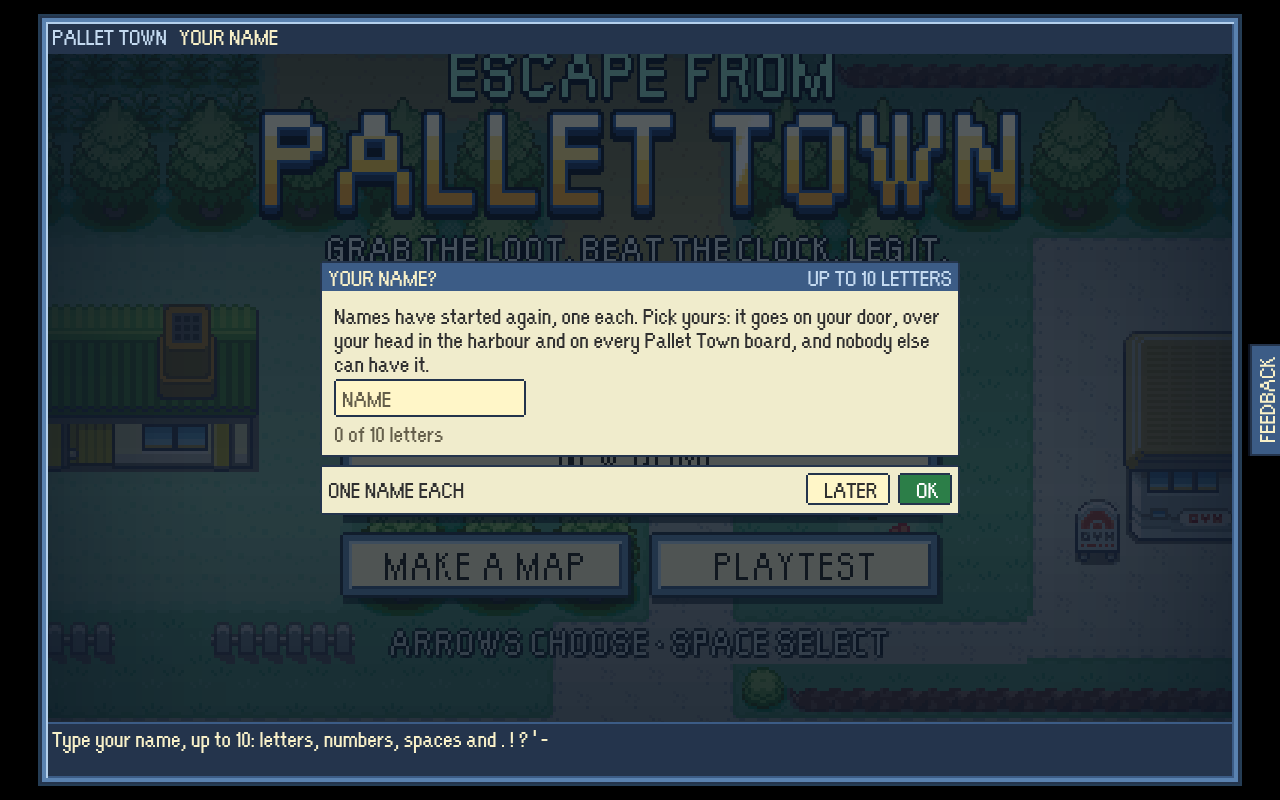 PALLET TOWN YOUR NAME
ESCAPE FROM
PALLET TOWN
GRAB THE LOOT. BEAT THE CLOCK. LEG IT.
YOUR NAME? UP TO 10 LETTERS
Names have started again, one each. Pick yours: it goes on your door, over
your head in the harbour and on every Pallet Town board, and nobody else
can have it.
NAME
0 of 10 letters
ONE NAME EACH LATER OK
GYM
GYM
MAKE A MAP PLAYTEST
ARROWS CHOOSE · SPACE SELECT
Type your name, up to 10: letters, numbers, spaces and . ! ? ' -
FEEDBACK